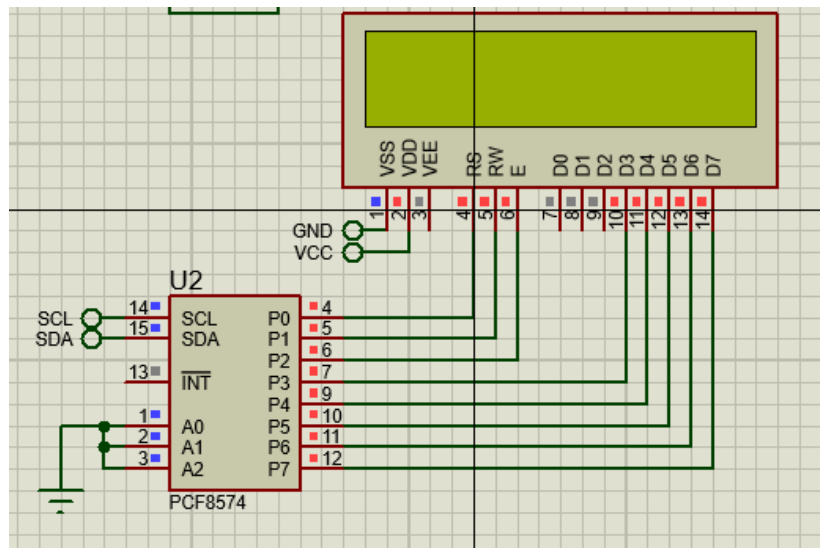 VSS VDD VEE RS RW E D0 D1 D2 D3 D4 D5 D6 D7
1 2 3 4 5 6 7 8 9 10 11 12 13 14
GND
VCC
U2
14 SCL P0 4
SCL
15 SDA P1 5
SDA
P2 6
13 INT P3 7
P4 9
1 A0 P5 10
2 A1 P6 11
3 A2 P7 12
PCF8574